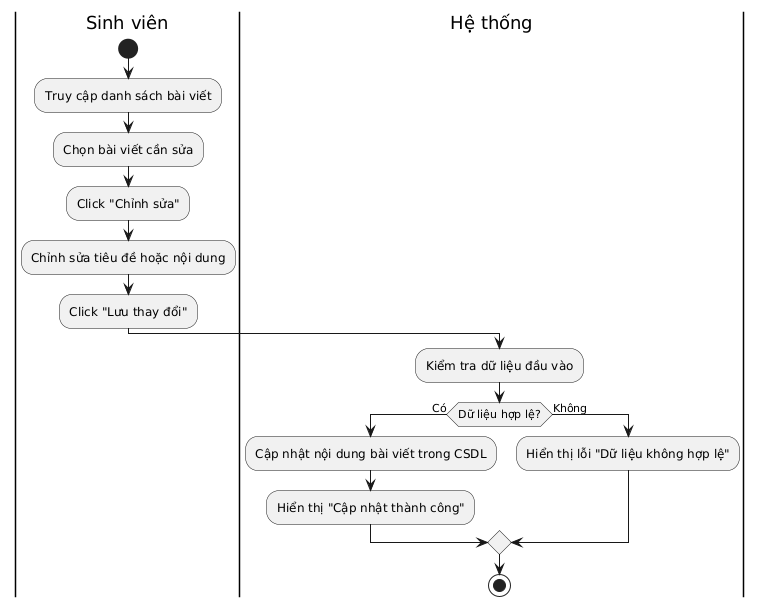 Sinh viên
Hệ thống
Truy cập danh sách bài viết
Chọn bài viết cần sửa
Click "Chỉnh sửa"
Chỉnh sửa tiêu đề hoặc nội dung
Click "Lưu thay đổi"
Kiểm tra dữ liệu đầu vào
Dữ liệu hợp lệ?
Có
Không
Cập nhật nội dung bài viết trong CSDL
Hiển thị "Cập nhật thành công"
Hiển thị lỗi "Dữ liệu không hợp lệ"